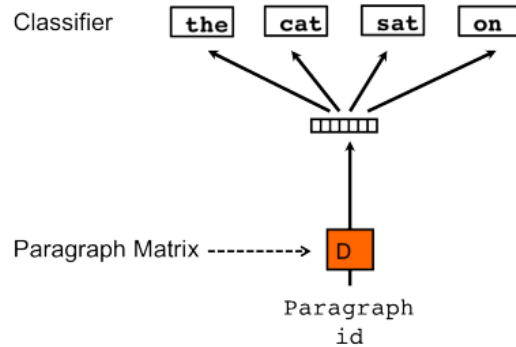 Classifier the cat sat on
Paragraph Matrix D
Paragraph
id